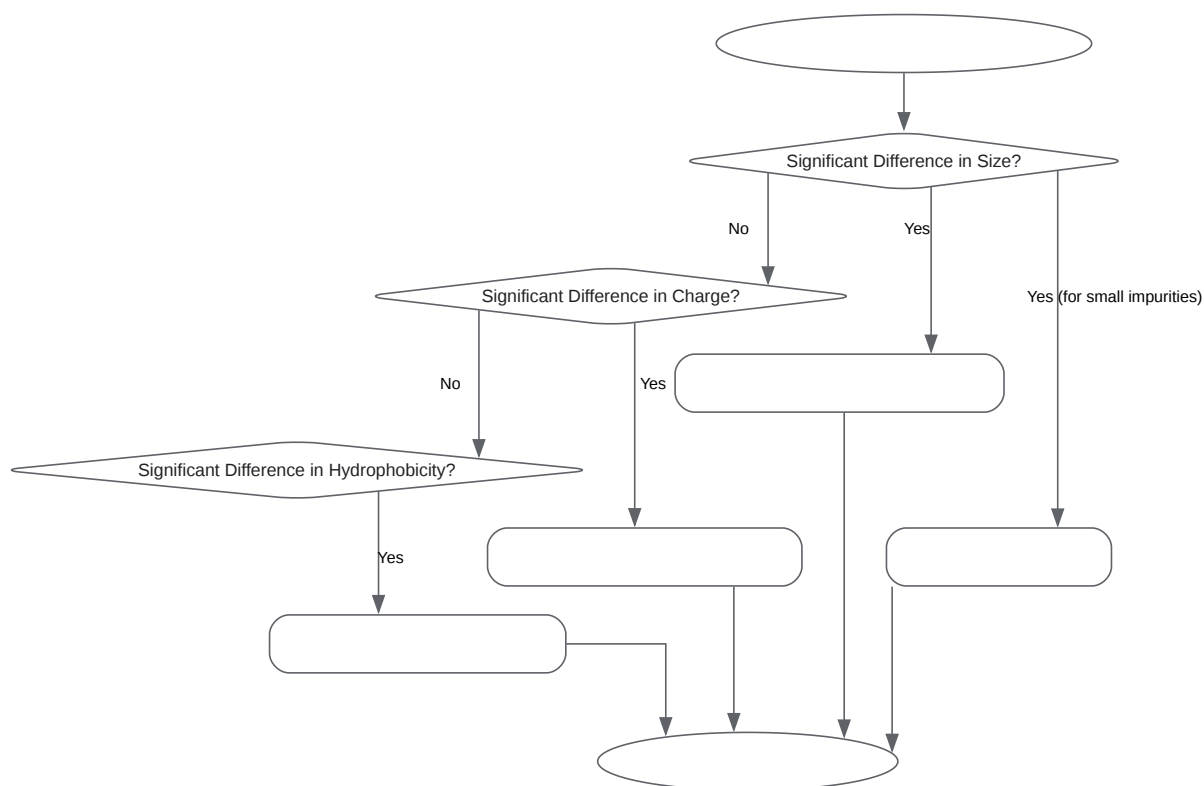 Significant Difference in Size?
No
Yes
Significant Difference in Charge?
Yes (for small impurities)
No
Yes
Significant Difference in Hydrophobicity?
Yes